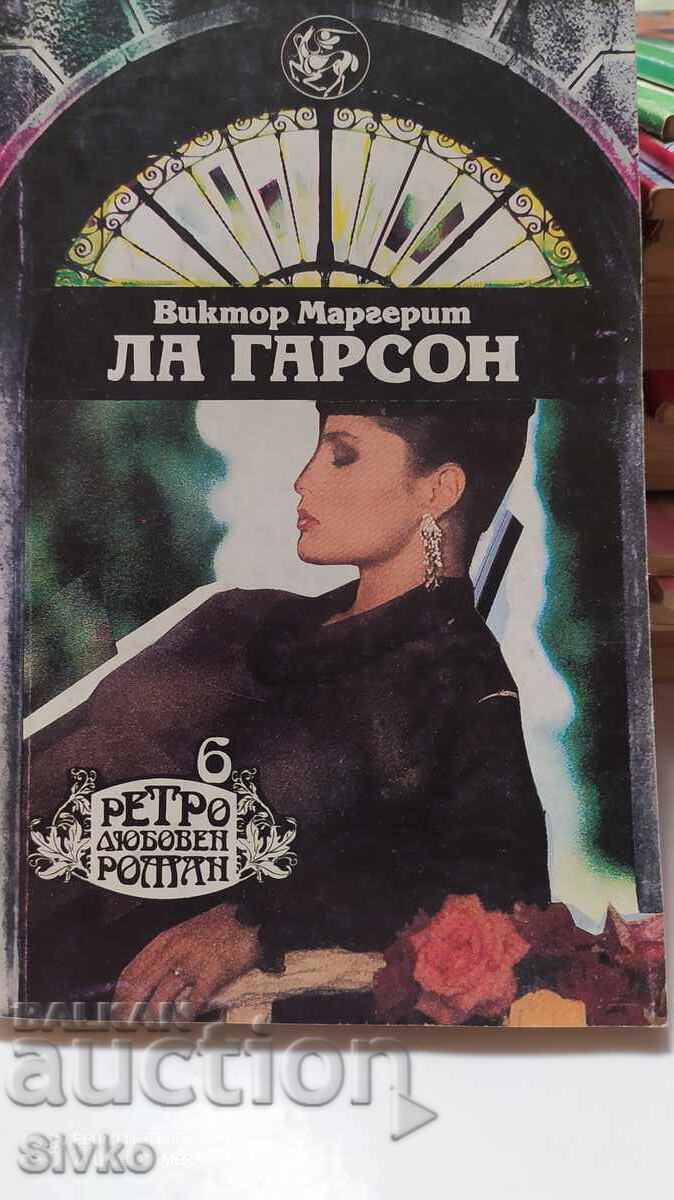 Виктор Маргерит
ЛА ГАРСОН
6
РЕТРО
ЛЮБОВЕН
РОМАН
BALKAN
auction
Sivko